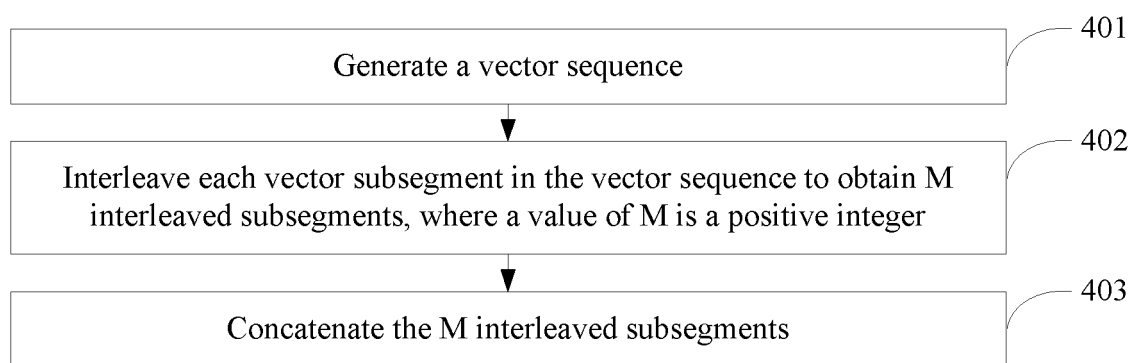 401
Generate a vector sequence
402
Interleave each vector subsegment in the vector sequence to obtain M
interleaved subsegments, where a value of M is a positive integer
403
Concatenate the M interleaved subsegments